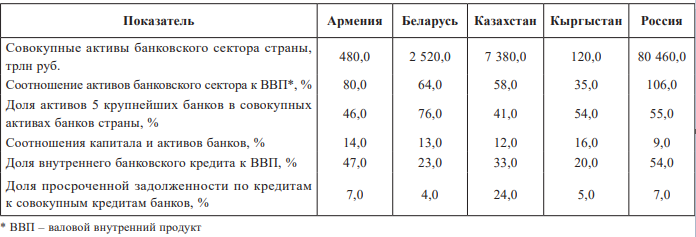 Показатель Армения Беларусь Казахстан Кыргыстан Россия
Совокупные активы банковского сектора страны,
трлн руб. 480,0 2 520,0 7 380,0 120,0 80 460,0
Соотношение активов банковского сектора к ВВП*, % 80,0 64,0 58,0 35,0 106,0
Доля активов 5 крупнейших банков в совокупных
активах банков страны, % 46,0 76,0 41,0 54,0 55,0
Соотношения капитала и активов банков, % 14,0 13,0 12,0 16,0 9,0
Доля внутреннего банковского кредита к ВВП, % 47,0 23,0 33,0 20,0 54,0
Доля просроченной задолженности по кредитам
к совокупным кредитам банков, % 7,0 4,0 24,0 5,0 7,0
* ВВП – валовой внутренний продукт